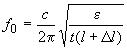 f₀ = c/2π √(s/t(l + Δl))